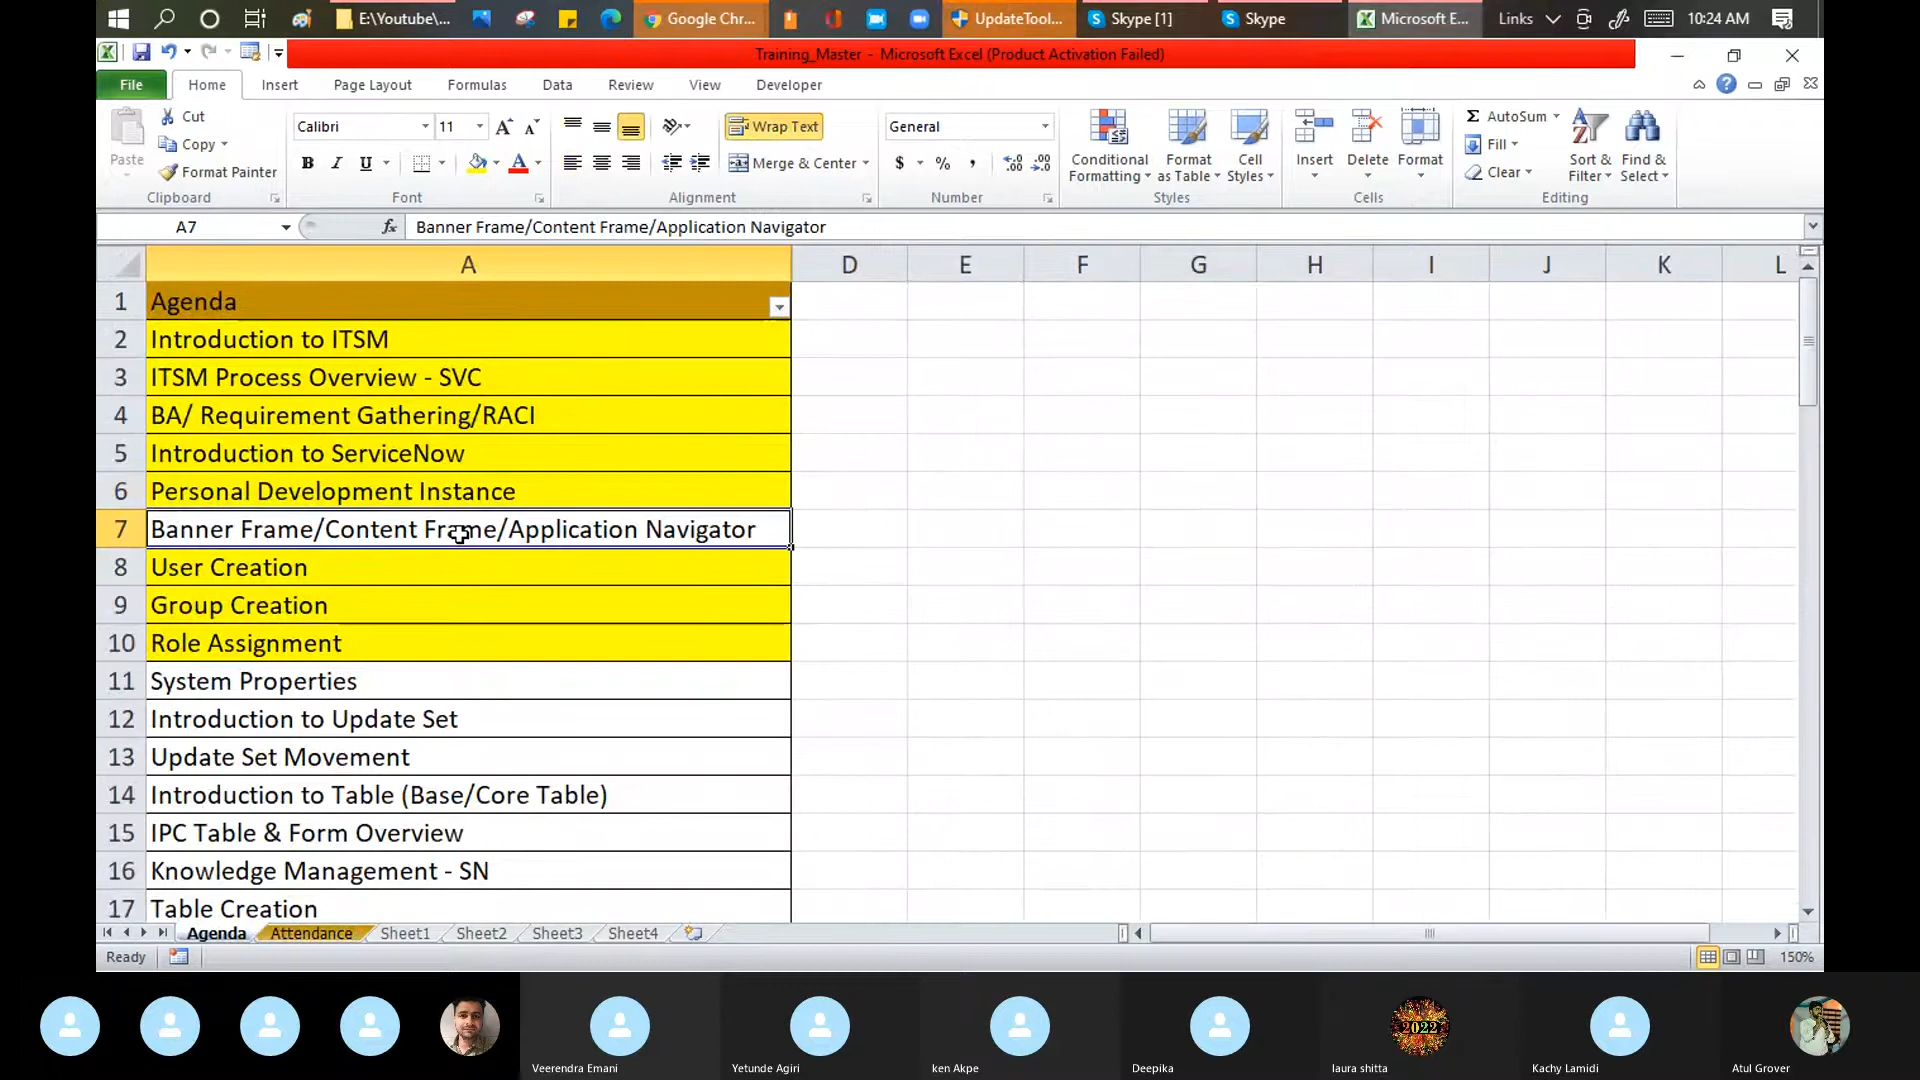 E:\Youtube\...
Google Chr...
UpdateTool...
Skype [1]
Skype
Microsoft E...
Links
10:24 AM
Training_Master - Microsoft Excel (Product Activation Failed)
File
Home
Insert
Page Layout
Formulas
Data
Review
View
Developer
Paste
Cut
Copy
Format Painter
Clipboard
Calibri
11
B I U
Font
Wrap Text
Merge & Center
Alignment
General
$ % ,
Number
Conditional Formatting
Format as Table
Cell Styles
Styles
Insert
Delete
Format
Cells
AutoSum
Fill
Clear
Sort & Filter
Find & Select
Editing
A7
fx
Banner Frame/Content Frame/Application Navigator
A D E F G H I J K L
1 Agenda
2 Introduction to ITSM
3 ITSM Process Overview - SVC
4 BA/ Requirement Gathering/RACI
5 Introduction to ServiceNow
6 Personal Development Instance
7 Banner Frame/Content Frame/Application Navigator
8 User Creation
9 Group Creation
10 Role Assignment
11 System Properties
12 Introduction to Update Set
13 Update Set Movement
14 Introduction to Table (Base/Core Table)
15 IPC Table & Form Overview
16 Knowledge Management - SN
17 Table Creation
Agenda
Attendance
Sheet1
Sheet2
Sheet3
Sheet4
Ready
150%
2022
Veerendra Emani
Yetunde Agiri
ken Akpe
Deepika
laura shitta
Kachy Lamidi
Atul Grover